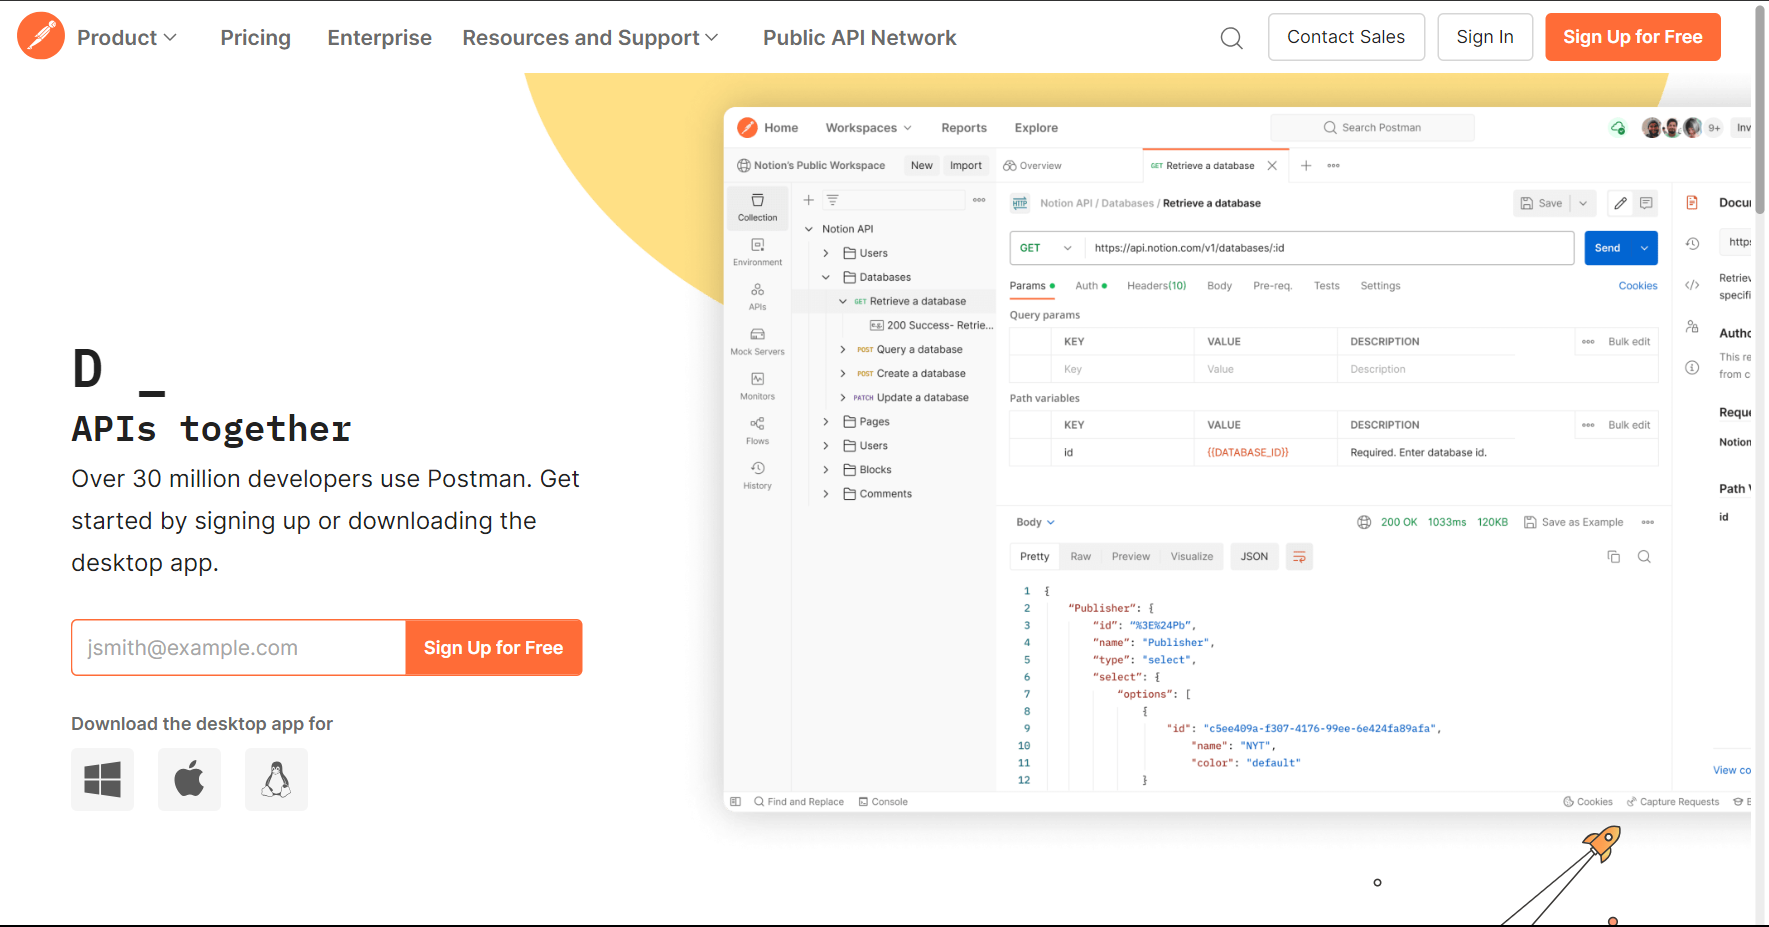 Product
Pricing
Enterprise
Resources and Support
Public API Network
Contact Sales
Sign In
Sign Up for Free
D _
APIs together
Over 30 million developers use Postman. Get
started by signing up or downloading the
desktop app.
jsmith@example.com
Sign Up for Free
Download the desktop app for
Home Workspaces Reports Explore
Search Postman
9+
Notion's Public Workspace New Import
Overview
GET Retrieve a database
Collection
Environment
APIs
Mock Servers
Monitors
Flows
History
Notion API
Users
Databases
GET Retrieve a database
e.g. 200 Success- Retrie...
POST Query a database
POST Create a database
PATCH Update a database
Pages
Users
Blocks
Comments
HTTP Notion API / Databases / Retrieve a database
Save
GET https://api.notion.com/v1/databases/:id
Send
Params Auth Headers(10) Body Pre-req. Tests Settings
Cookies
Query params
KEY VALUE DESCRIPTION
Bulk edit
Key Value Description
Path variables
KEY VALUE DESCRIPTION
Bulk edit
id {{DATABASE_ID}} Required. Enter database id.
Body
200 OK 1033ms 120KB
Save as Example
Pretty Raw Preview Visualize JSON
1 {
2 “Publisher”: {
3 “id”: “%3E%24Pb”,
4 “name”: "Publisher",
5 “type”: "select",
6 “select”: {
7 “options”: [
8 {
9 "id": "c5ee409a-f307-4176-99ee-6e424fa89afa",
10 "name": "NYT",
11 "color": "default"
12 }
Find and Replace Console
Cookies Capture Requests
from c
Notion
id
View co